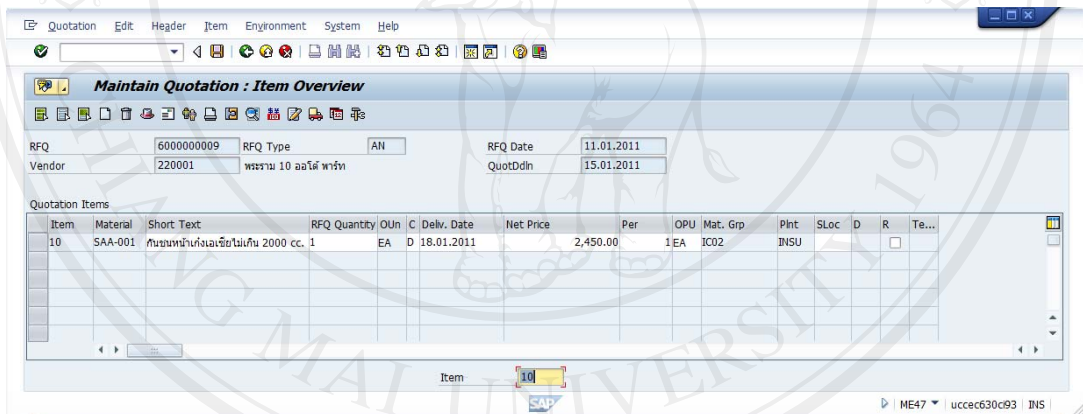 Quotation Edit Header Item Environment System Help
Maintain Quotation : Item Overview
RFQ 6000000009 RFQ Type AN RFQ Date 11.01.2011
Vendor 220001 พระราม 10 ออโต้ พาร์ท QuotDdln 15.01.2011
Quotation Items
Item Material Short Text RFQ Quantity OUn C Deliv. Date Net Price Per OPU Mat. Grp Plnt SLoc D R Te...
10 SAA-001 กันชนหน้าเก๋งเอเชียไม่เกิน 2000 cc. 1 EA D 18.01.2011 2,450.00 1 EA IC02 INSU
Item 10
SAP ME47 uccec630ci93 INS
CHIANG MAI UNIVERSITY 1964